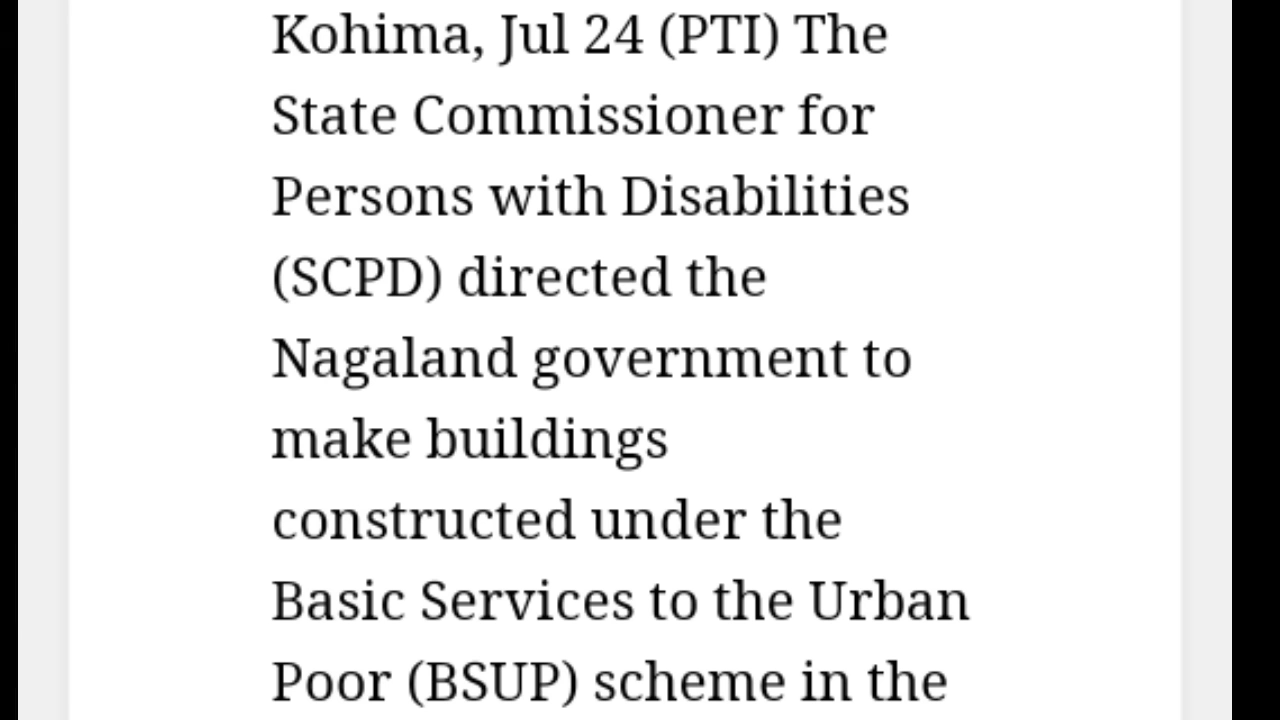 Kohima, Jul 24 (PTI) The
State Commissioner for
Persons with Disabilities
(SCPD) directed the
Nagaland government to
make buildings
constructed under the
Basic Services to the Urban
Poor (BSUP) scheme in the